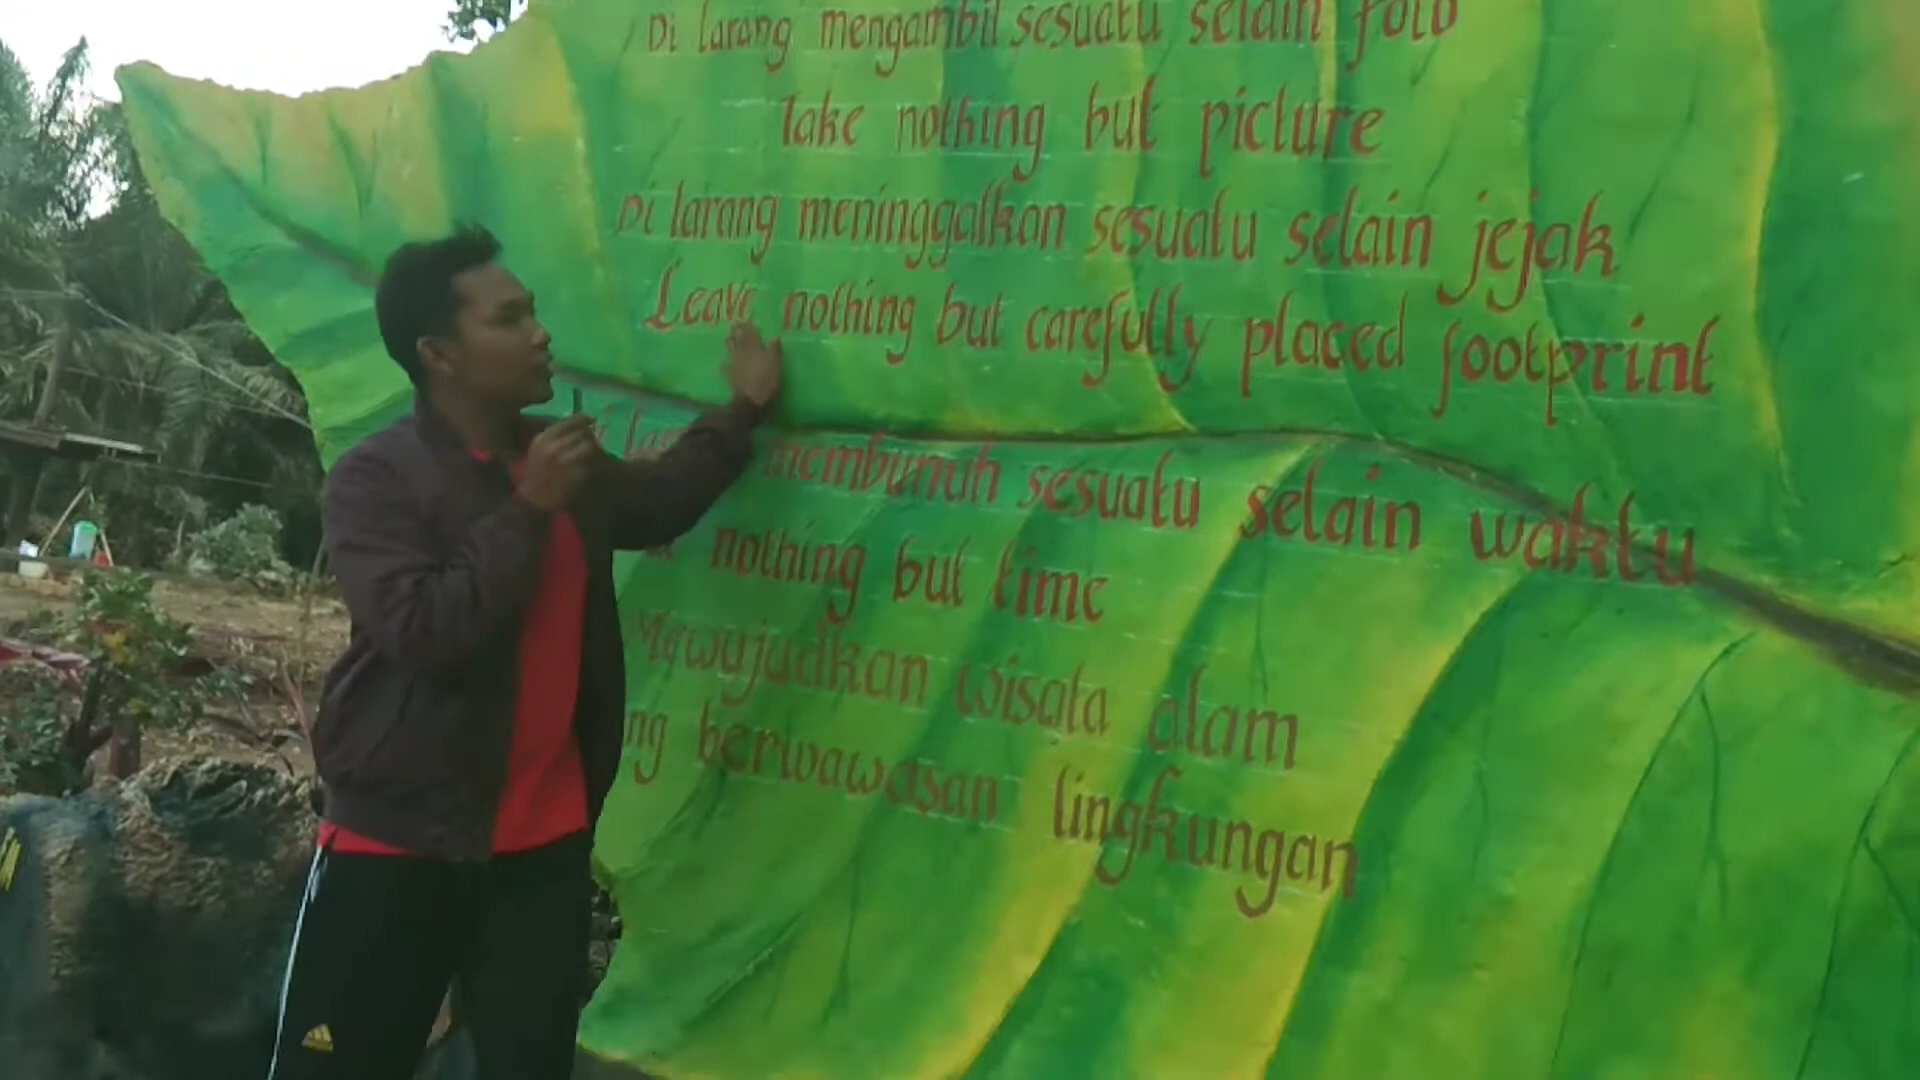 Di larang mengambil sesuatu selain foto
Take nothing but picture
Di larang meninggalkan sesuatu selain jejak
Leave nothing but carefully placed footprint
membunuh sesuatu selain waktu
nothing but time
Mewujudkan wisata alam
berwawasan lingkungan